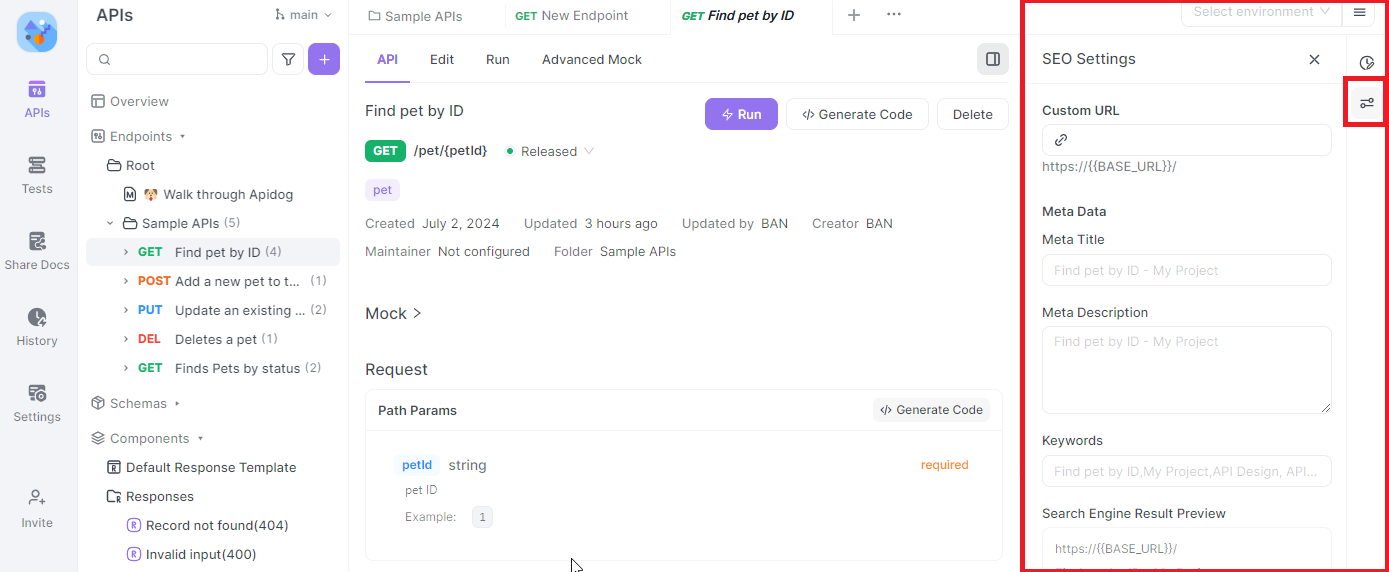 APIs
Tests
Share Docs
History
Settings
Invite
APIs
main
Overview
Endpoints
Root
Walk through Apidog
Sample APIs (5)
GET Find pet by ID (4)
POST Add a new pet to t... (1)
PUT Update an existing ... (2)
DEL Deletes a pet (1)
GET Finds Pets by status (2)
Schemas
Components
Default Response Template
Responses
Record not found(404)
Invalid input(400)
Sample APIs
GET New Endpoint
GET Find pet by ID
API Edit Run Advanced Mock
Find pet by ID
Run
</> Generate Code
Delete
GET /pet/{petId} Released
pet
Created July 2, 2024 Updated 3 hours ago Updated by BAN Creator BAN
Maintainer Not configured Folder Sample APIs
Mock >
Request
Path Params
</> Generate Code
petId string required
pet ID
Example: 1
Select environment
SEO Settings
Custom URL
https://{{BASE_URL}}/
Meta Data
Meta Title
Find pet by ID - My Project
Meta Description
Find pet by ID - My Project
Keywords
Find pet by ID,My Project,API Design, API...
Search Engine Result Preview
https://{{BASE_URL}}/